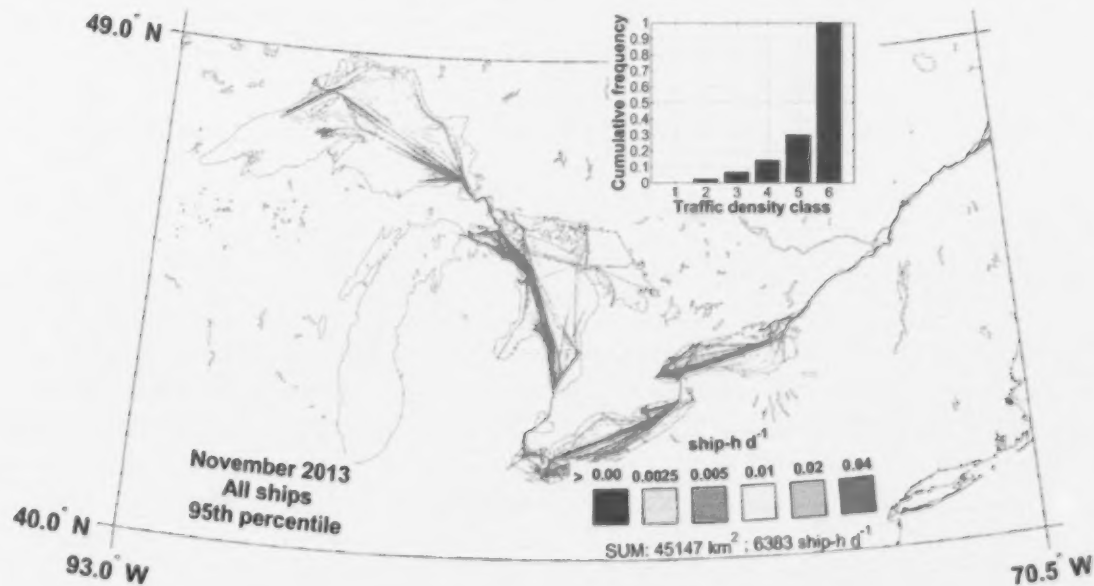 49.0° N
Cumulative frequency
1
0.9
0.8
0.7
0.6
0.5
0.4
0.3
0.2
0.1
0
1 2 3 4 5 6
Traffic density class
November 2013
All ships
95th percentile
ship-h d⁻¹
> 0.00 0.0025 0.005 0.01 0.02 0.04
SUM: 45147 km² ; 6383 ship-h d⁻¹
40.0° N
93.0° W
70.5° W